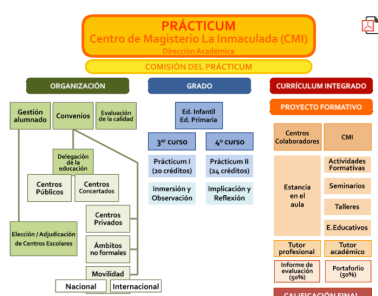 PRÁCTICUM
Centro de Magisterio La Inmaculada (CMI)
Dirección Académica
COMISIÓN DEL PRÁCTICUM
ORGANIZACIÓN
Gestión
alumnado
Convenios
Evaluación
de la calidad
Delegación
de la
educación
Centros
Públicos
Centros
Concertados
Centros
Privados
Elección / Adjudicación
de Centros Escolares
Ámbitos
no formales
Movilidad
Nacional
Internacional
GRADO
Ed. Infantil
Ed. Primaria
3er curso
4º curso
Prácticum I
(20 créditos)
Prácticum II
(24 créditos)
Inmersión y
Observación
Implicación y
Reflexión
CURRÍCULUM INTEGRADO
PROYECTO FORMATIVO
Centros
Colaboradores
CMI
Estancia
en el
aula
Actividades
Formativas
Seminarios
Talleres
E.Educativos
Tutor
profesional
Tutor
académico
Informe de
evaluación
(50%)
Portafolio
(50%)
CALIFICACIÓN FINAL